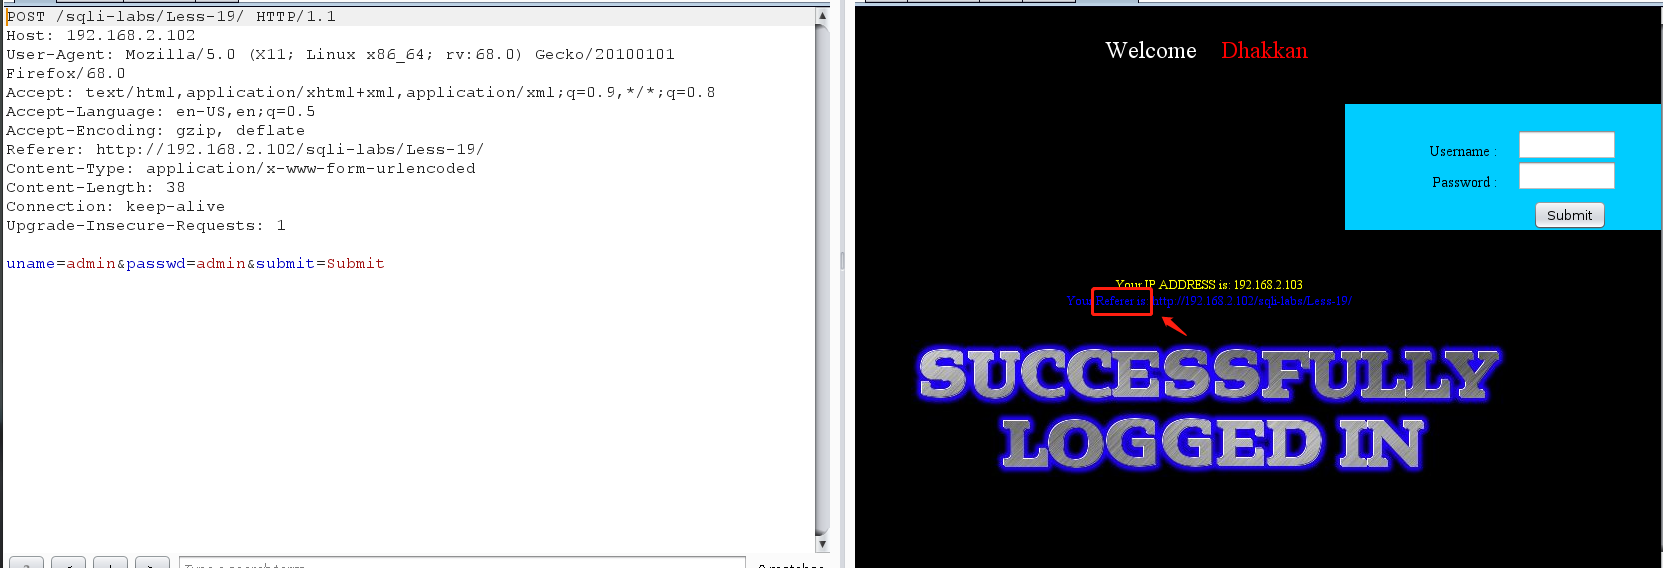 POST /sqli-labs/Less-19/ HTTP/1.1
Host: 192.168.2.102
User-Agent: Mozilla/5.0 (X11; Linux x86_64; rv:68.0) Gecko/20100101
Firefox/68.0
Accept: text/html,application/xhtml+xml,application/xml;q=0.9,*/*;q=0.8
Accept-Language: en-US,en;q=0.5
Accept-Encoding: gzip, deflate
Referer: http://192.168.2.102/sqli-labs/Less-19/
Content-Type: application/x-www-form-urlencoded
Content-Length: 38
Connection: keep-alive
Upgrade-Insecure-Requests: 1
uname=admin&passwd=admin&submit=Submit
Welcome Dhakkan
Username :
Password :
Submit
Your IP ADDRESS is: 192.168.2.103
Your Referer is: http://192.168.2.102/sqli-labs/Less-19/
SUCCESSFULLY
LOGGED IN